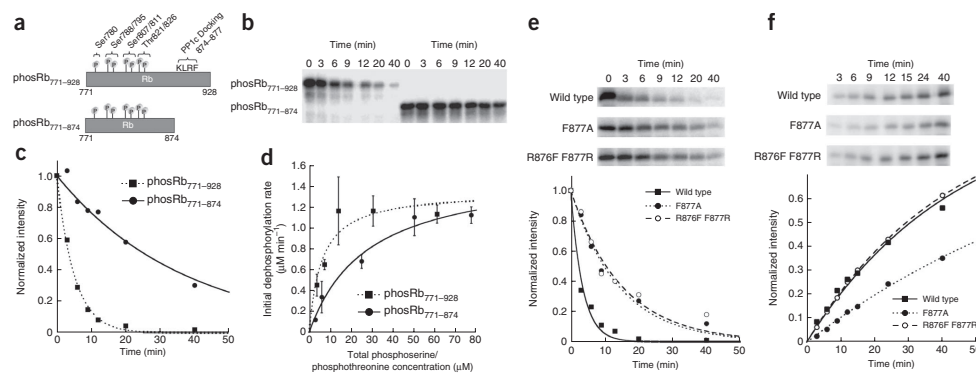 a
Ser780
Ser788/795
Ser807/811
Thr821/826
PP1c Docking
874–877
KLRF
phosRb771–928
Rb
771
928
phosRb771–874
Rb
771
874
b
Time (min)
Time (min)
0 3 6 9 12 20 40
0 3 6 9 12 20 40
phosRb771–928
phosRb771–874
c
Normalized intensity
1.0
0.8
0.6
0.4
0.2
0
phosRb771–928
phosRb771–874
0 10 20 30 40 50
Time (min)
d
Initial dephosphorylation rate
(μM min−1)
1.6
1.4
1.2
1.0
0.8
0.6
0.4
0.2
0
phosRb771–928
phosRb771–874
0 10 20 30 40 50 60 70 80
Total phosphoserine/
phosphothreonine concentration (μM)
e
Time (min)
0 3 6 9 12 20 40
Wild type
F877A
R876F F877R
Wild type
F877A
R876F F877R
Normalized intensity
1.0
0.8
0.6
0.4
0.2
0
0 10 20 30 40 50
Time (min)
f
Time (min)
3 6 9 12 15 24 40
Wild type
F877A
R876F F877R
Normalized intensity
0.6
0.4
0.2
0
Wild type
F877A
R876F F877R
0 10 20 30 40 50
Time (min)